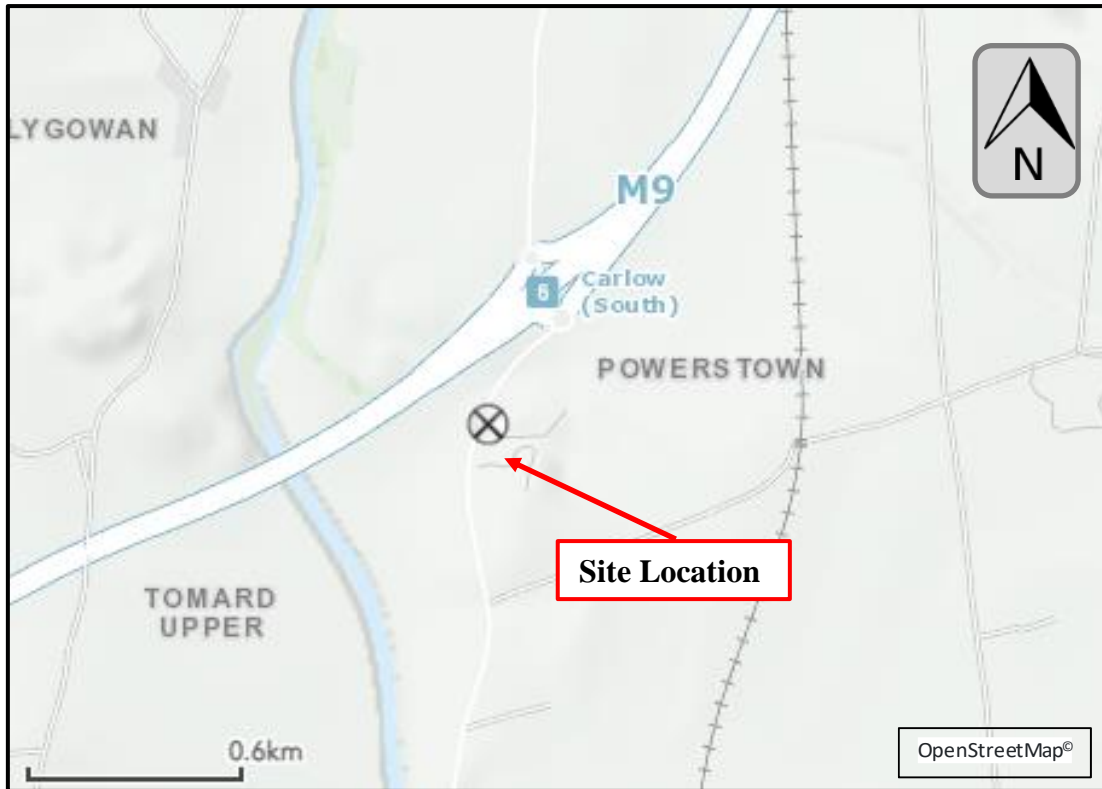 LYGOWAN
N
M9
6
Carlow
(South)
POWERSTOWN
Site Location
TOMARD
UPPER
0.6km
OpenStreetMap©